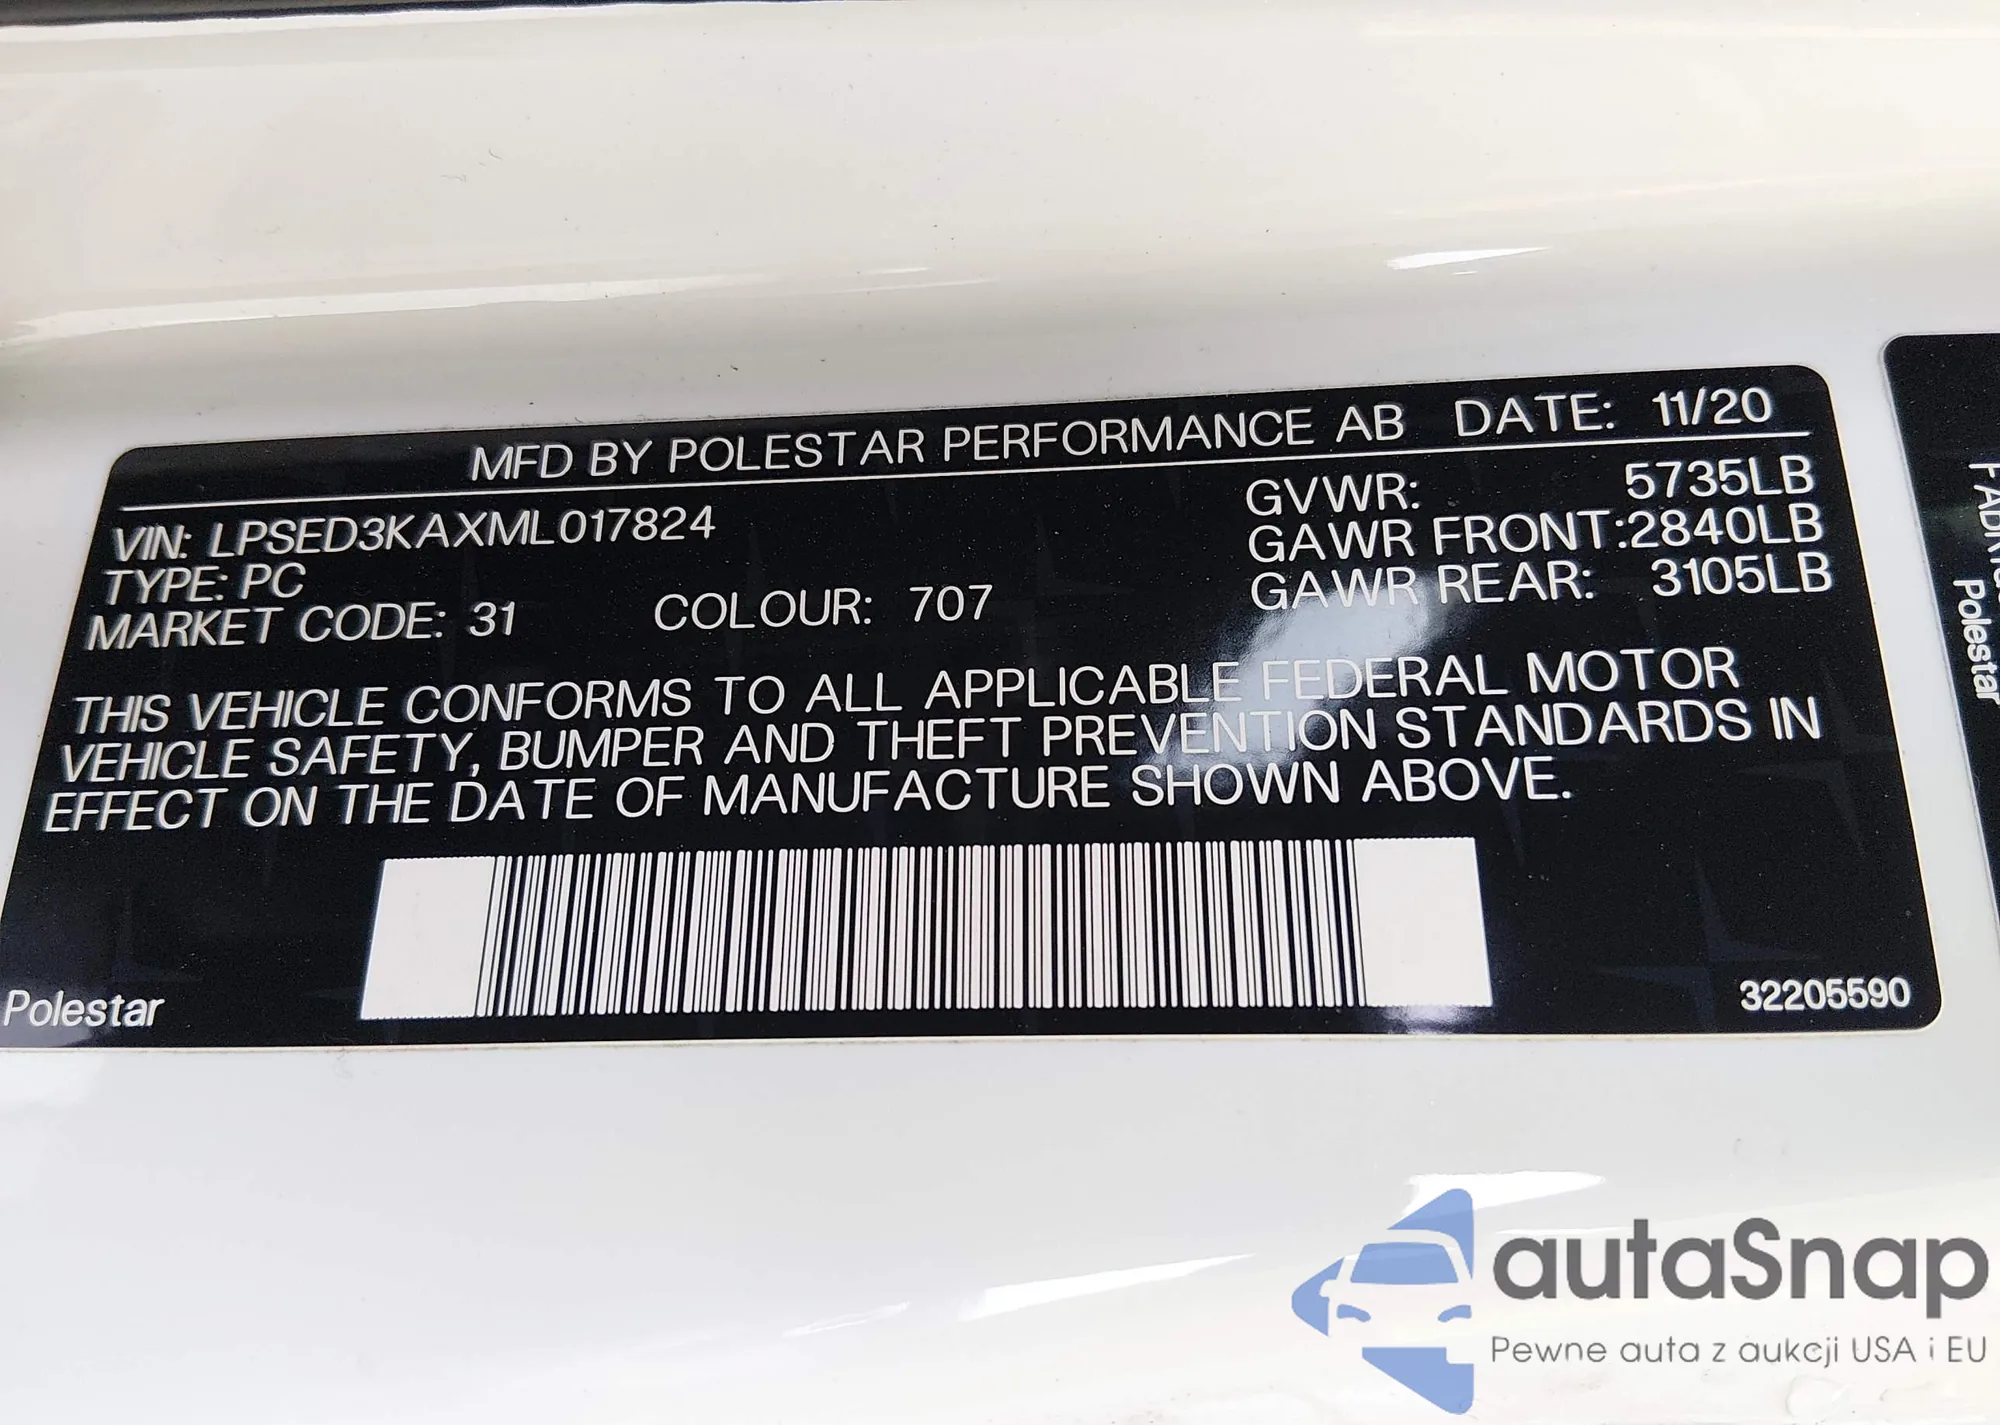 MFD BY POLESTAR PERFORMANCE AB DATE: 11/20
VIN: LPSED3KAXML017824
TYPE: PC
MARKET CODE: 31 COLOUR: 707
GVWR: 5735LB
GAWR FRONT:2840LB
GAWR REAR: 3105LB
THIS VEHICLE CONFORMS TO ALL APPLICABLE FEDERAL MOTOR
VEHICLE SAFETY, BUMPER AND THEFT PREVENTION STANDARDS IN
EFFECT ON THE DATE OF MANUFACTURE SHOWN ABOVE.
Polestar
32205590
Polestar
autaSnap
Pewne auta z aukcji USA i EU